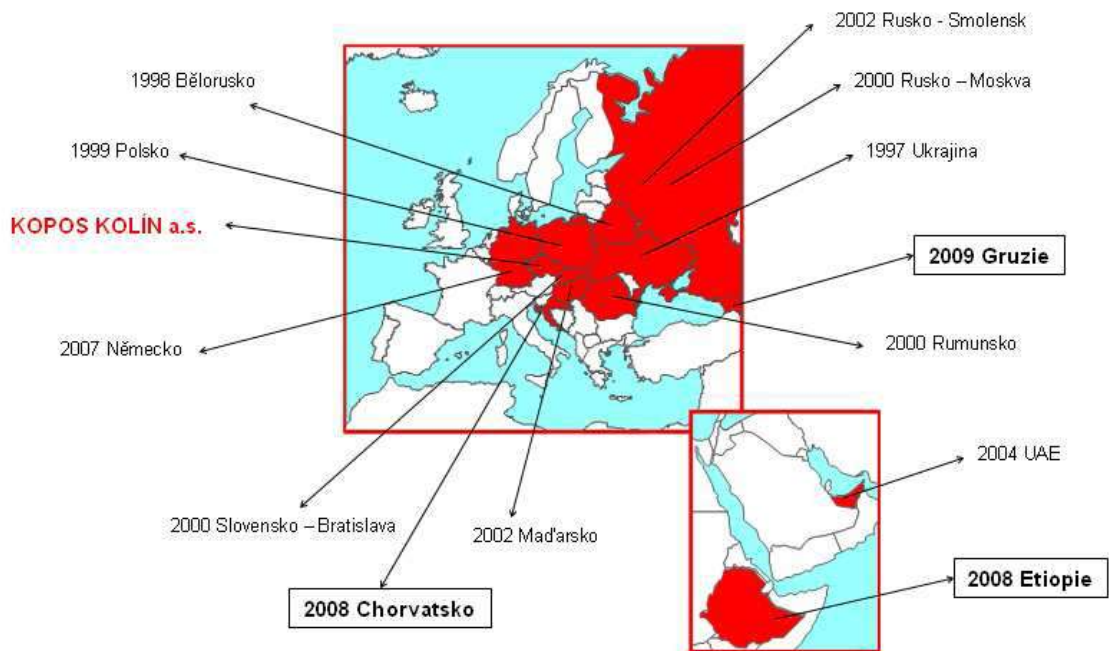 2002 Rusko - Smolensk
1998 Bělorusko
2000 Rusko – Moskva
1999 Polsko
1997 Ukrajina
KOPOS KOLÍN a.s.
2009 Gruzie
2007 Německo
2000 Rumunsko
2004 UAE
2000 Slovensko – Bratislava
2002 Maďarsko
2008 Etiopie
2008 Chorvatsko